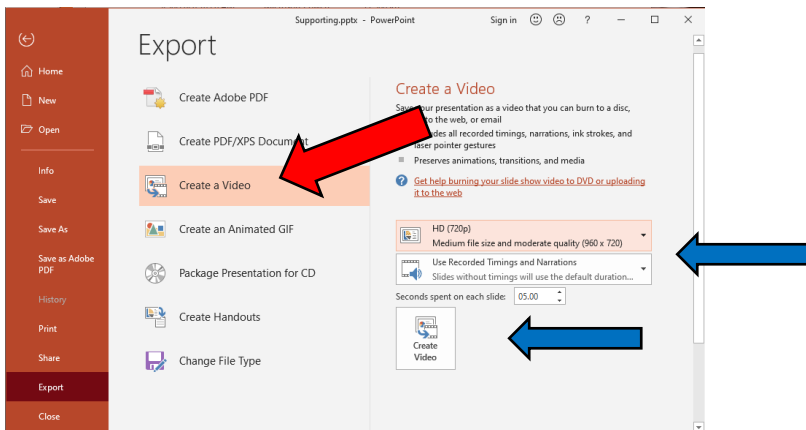 Supporting.pptx - PowerPoint
Sign in
?
Export
Home
New
Open
Info
Save
Save As
Save as Adobe
PDF
History
Print
Share
Export
Close
Create Adobe PDF
Create PDF/XPS Document
Create a Video
Create an Animated GIF
Package Presentation for CD
Create Handouts
Change File Type
Create a Video
Save your presentation as a video that you can burn to a disc,
to the web, or email
all recorded timings, narrations, ink strokes, and
laser pointer gestures
Preserves animations, transitions, and media
Get help burning your slide show video to DVD or uploading
it to the web
HD (720p)
Medium file size and moderate quality (960 x 720)
Use Recorded Timings and Narrations
Slides without timings will use the default duration...
Seconds spent on each slide: 05.00
Create
Video